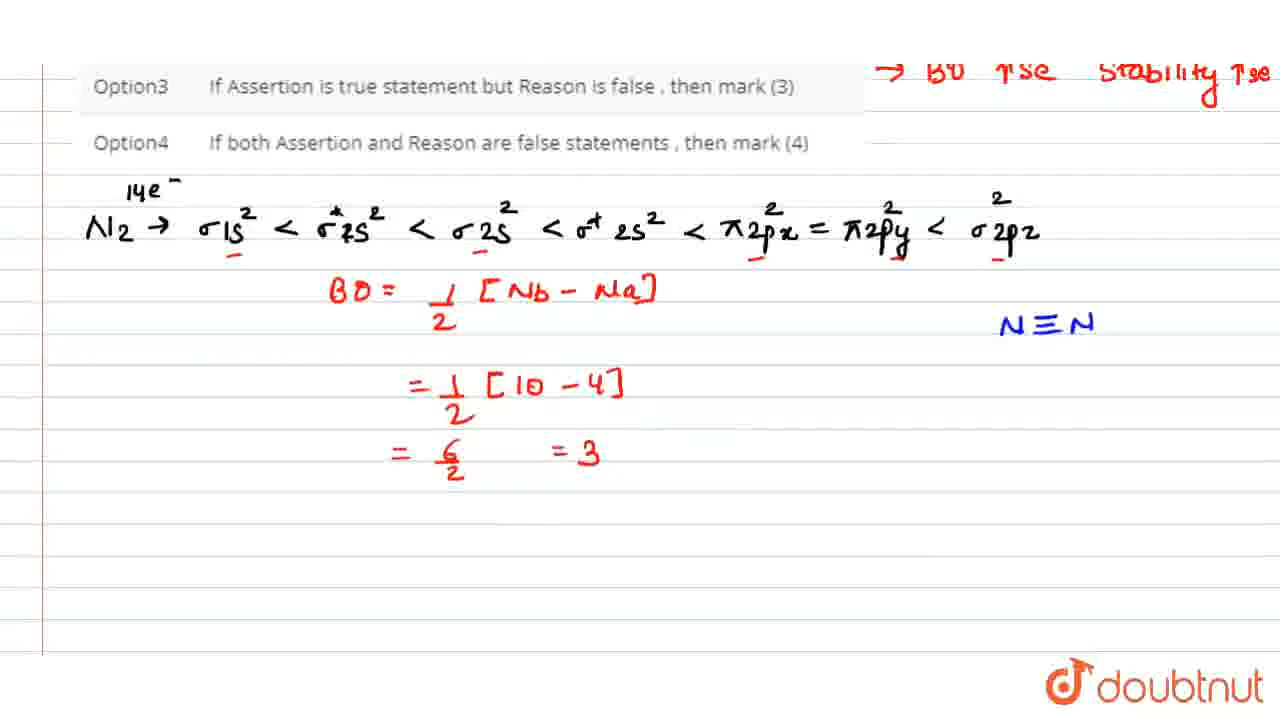 Option3 If Assertion is true statement but Reason is false , then mark (3)
→ BO ↑se Stability ↑se
Option4 If both Assertion and Reason are false statements , then mark (4)
14e⁻
N2 → σ1s² < σ*2s² < σ2s² < σ* 2s² < π2px² = π2py² < σ2pz²
BO = 1/2 [Nb - Na]
N≡N
= 1/2 [10 - 4]
= 6/2 = 3
doubtnut